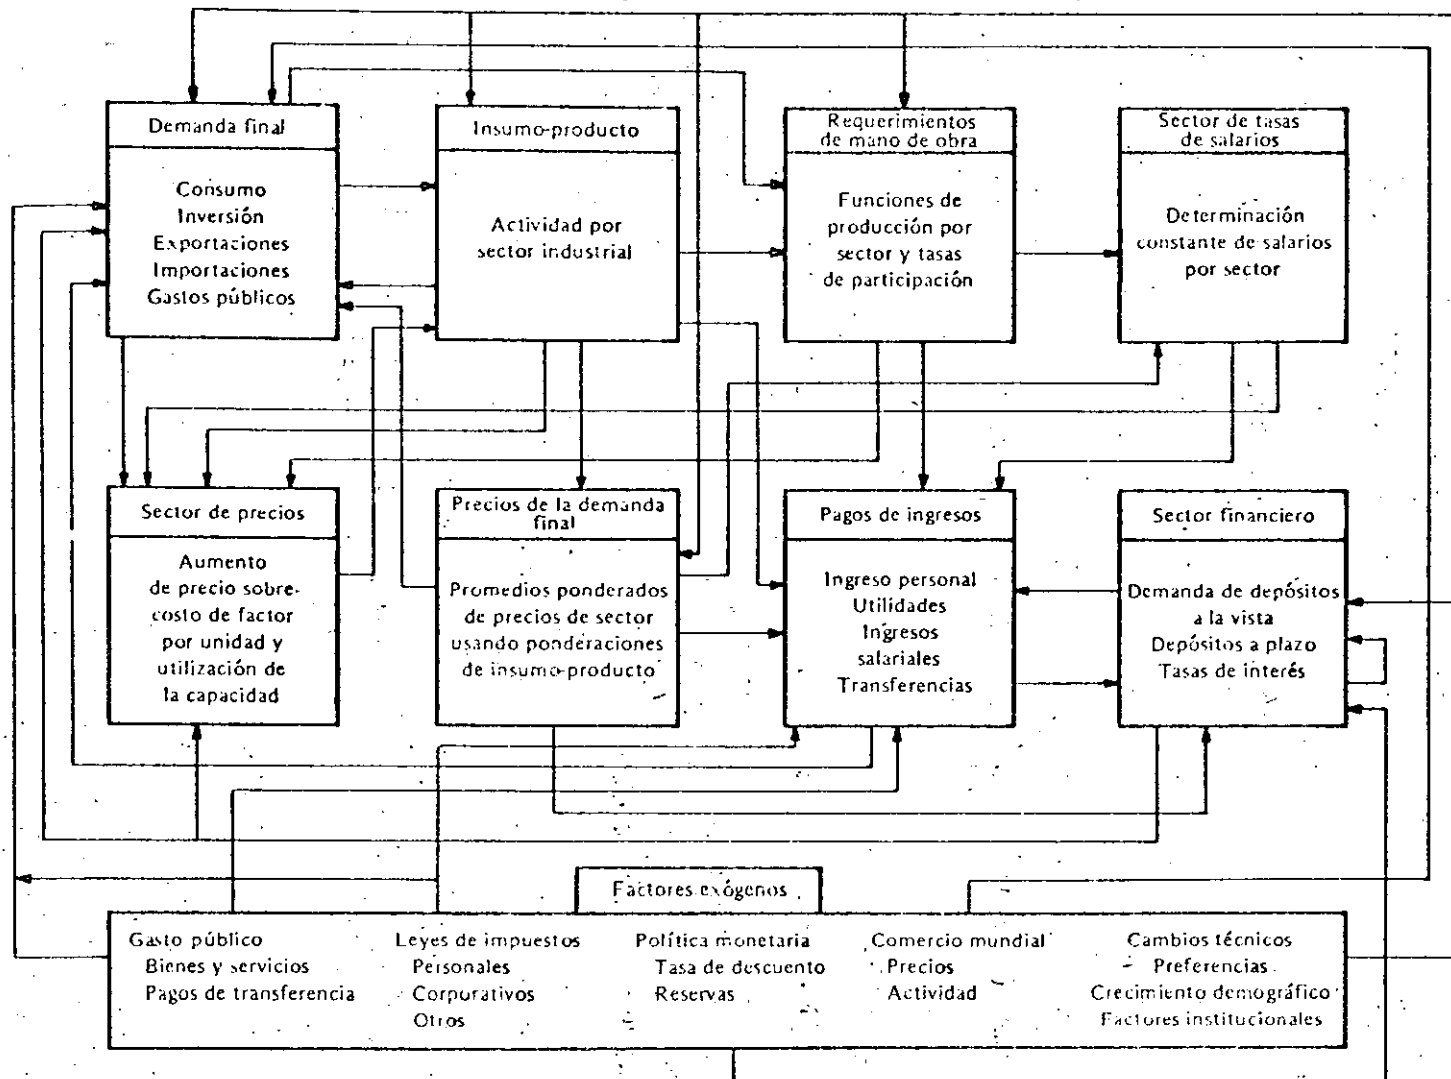 Demanda final
Consumo
Inversión
Exportaciones
Importaciones
Gastos públicos
Insumo-producto
Actividad por
sector industrial
Requerimientos
de mano de obra
Funciones de
producción por
sector y tasas
de participación
Sector de tasas
de salarios
Determinación
constante de salarios
por sector
Sector de precios
Aumento
de precio sobre-
costo de factor
por unidad y
utilización de
la capacidad
Precios de la demanda
final
Promedios ponderados
de precios de sector
usando ponderaciones
de insumo-producto
Pagos de ingresos
Ingreso personal
Utilidades
Ingresos
salariales
Transferencias
Sector financiero
Demanda de depósitos
a la vista
Depósitos a plazo
Tasas de interés
Factores exógenos
Gasto público
Bienes y servicios
Pagos de transferencia
Leyes de impuestos
Personales
Corporativos
Otros
Política monetaria
Tasa de descuento
Reservas
Comercio mundial
Precios
Actividad
Cambios técnicos
Preferencias
Crecimiento demográfico
Factores institucionales